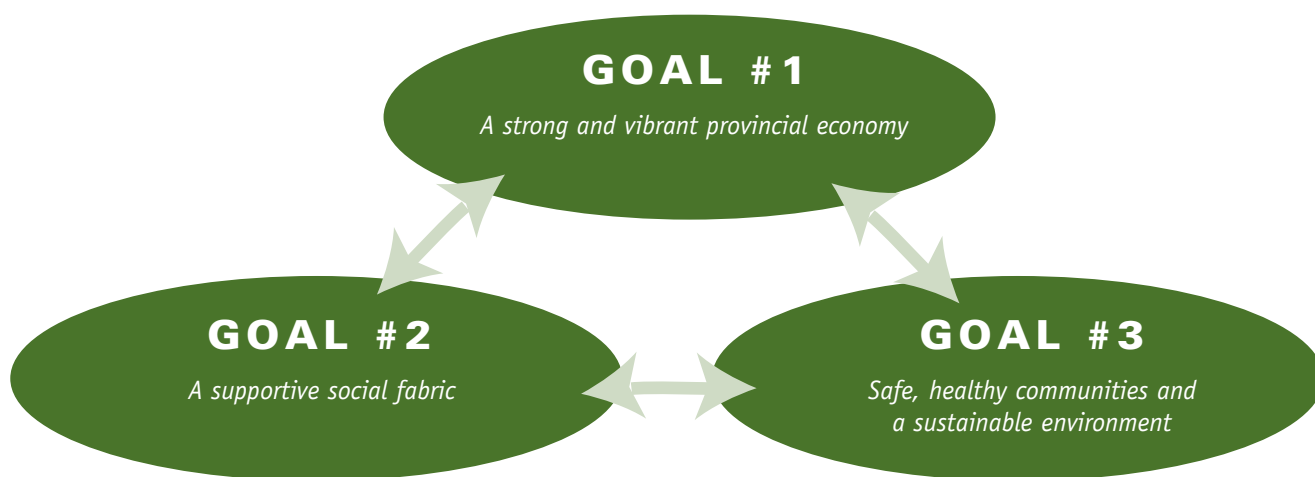 GOAL #1
A strong and vibrant provincial economy
GOAL #2
A supportive social fabric
GOAL #3
Safe, healthy communities and
a sustainable environment